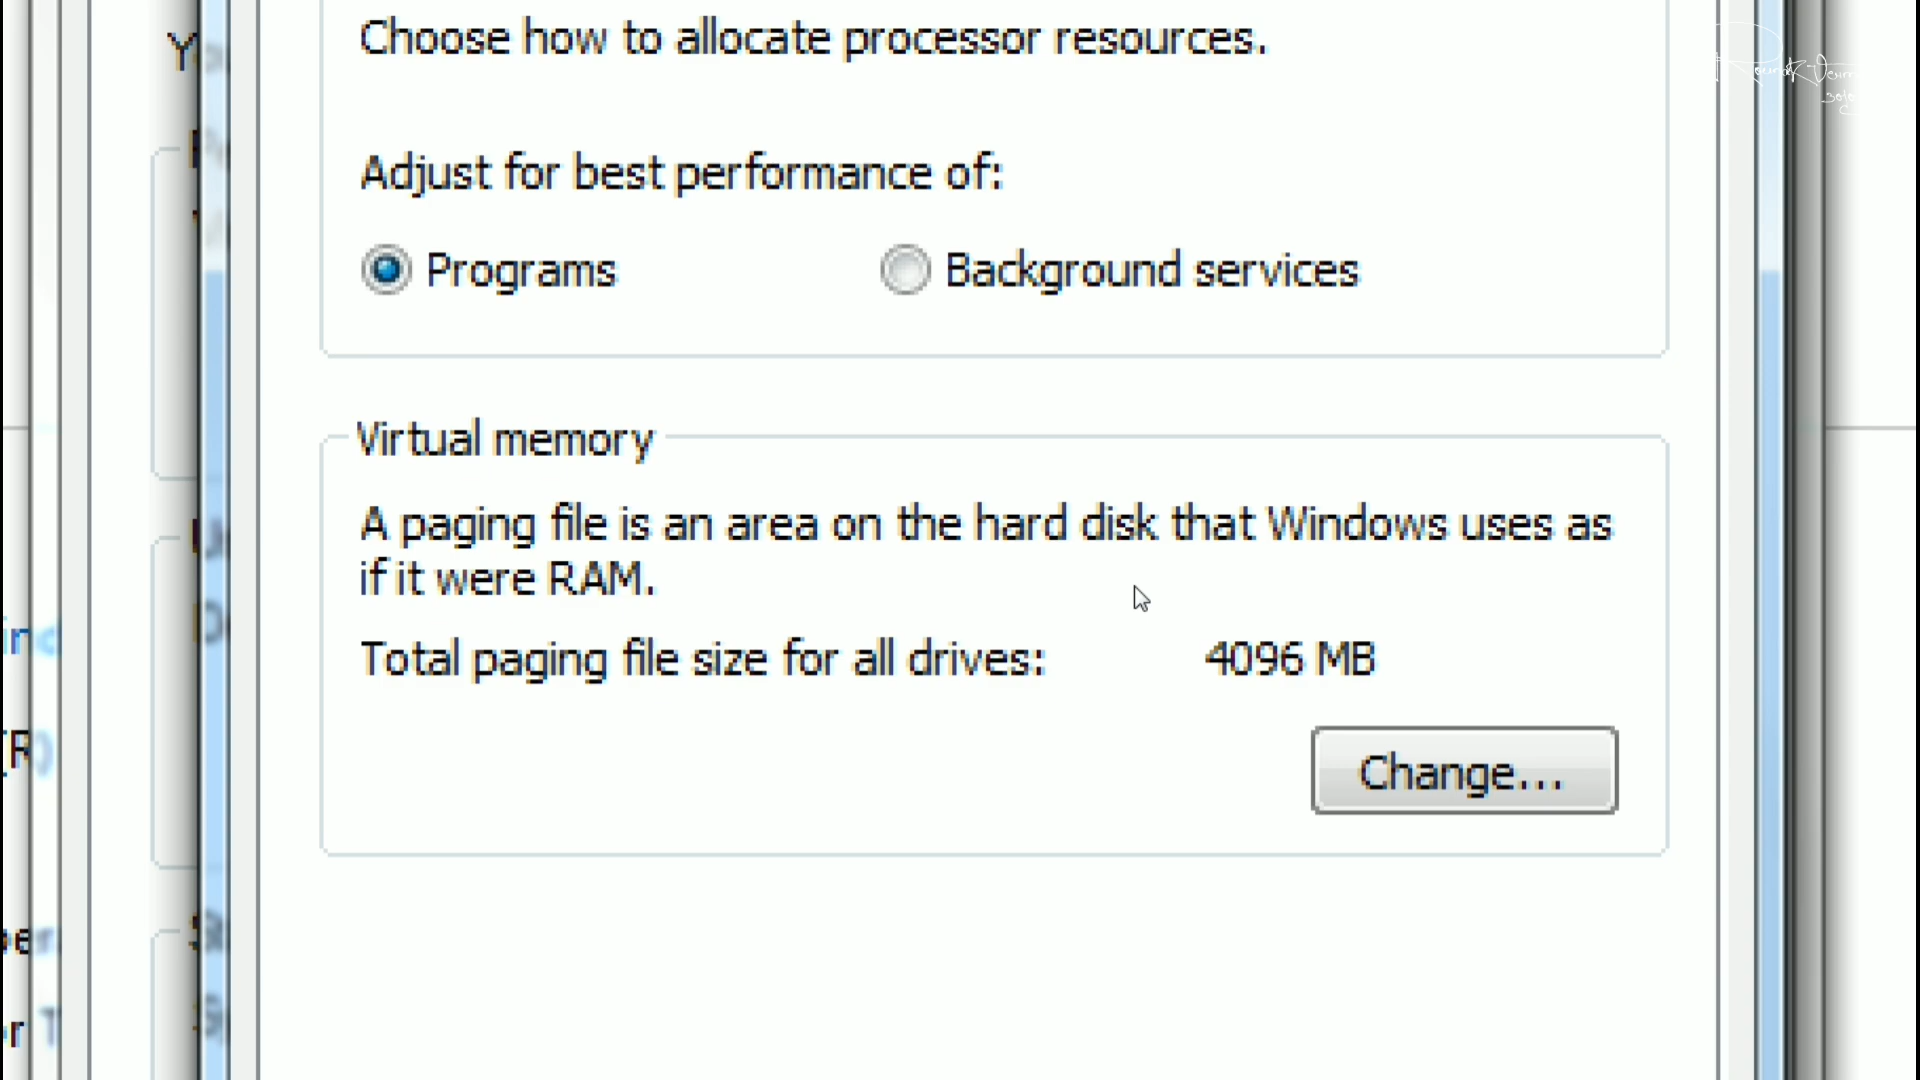 Choose how to allocate processor resources.
Adjust for best performance of:
Programs
Background services
Virtual memory
A paging file is an area on the hard disk that Windows uses as
if it were RAM.
Total paging file size for all drives:
4096 MB
Change...